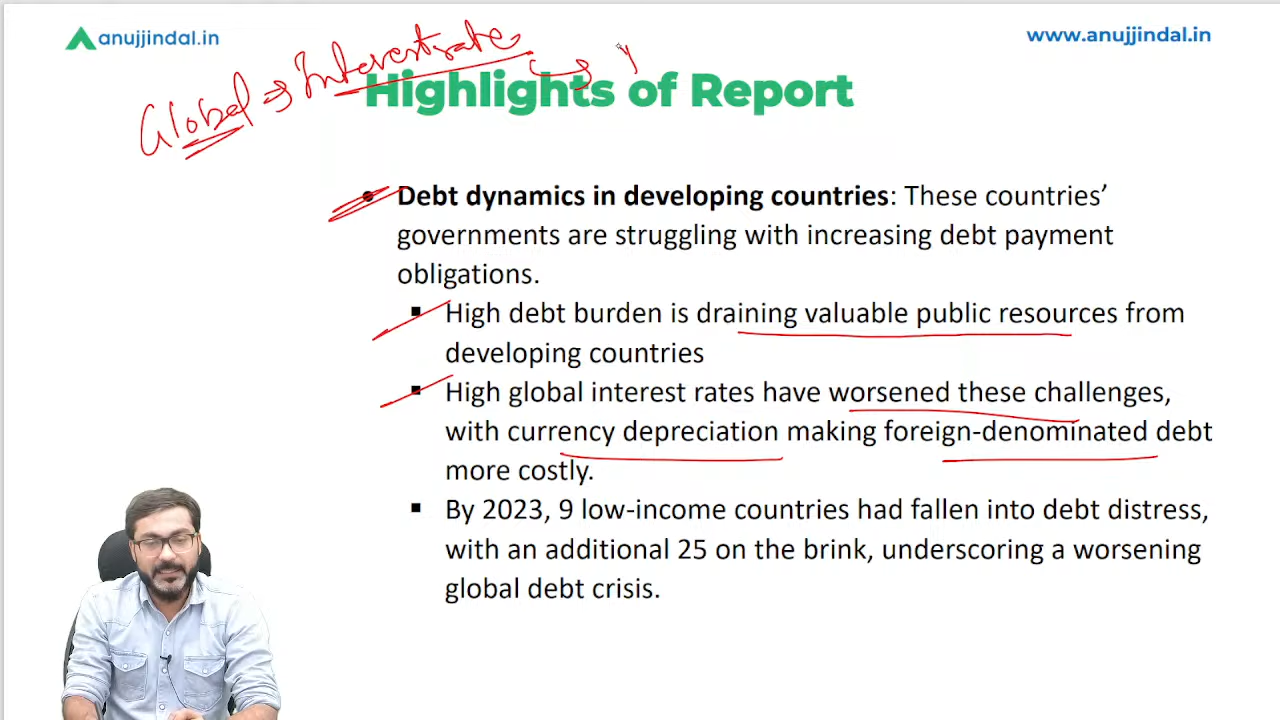 anujjindal.in
www.anujjindal.in
Global → Interest rate
Highlights of Report
• Debt dynamics in developing countries: These countries’
governments are struggling with increasing debt payment
obligations.
▪ High debt burden is draining valuable public resources from
developing countries
▪ High global interest rates have worsened these challenges,
with currency depreciation making foreign-denominated debt
more costly.
▪ By 2023, 9 low-income countries had fallen into debt distress,
with an additional 25 on the brink, underscoring a worsening
global debt crisis.